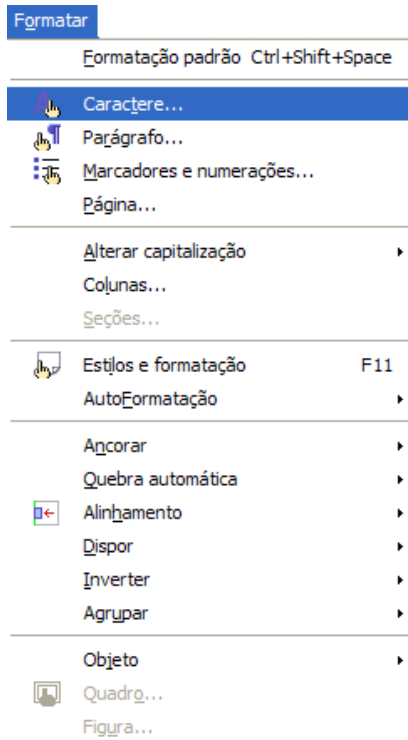 Formatar
Formatação padrão Ctrl+Shift+Space
Caractere...
Parágrafo...
Marcadores e numerações...
Página...
Alterar capitalização
Colunas...
Seções...
Estilos e formatação F11
AutoFormatação
Ancorar
Quebra automática
Alinhamento
Dispor
Inverter
Agrupar
Objeto
Quadro...
Figura...